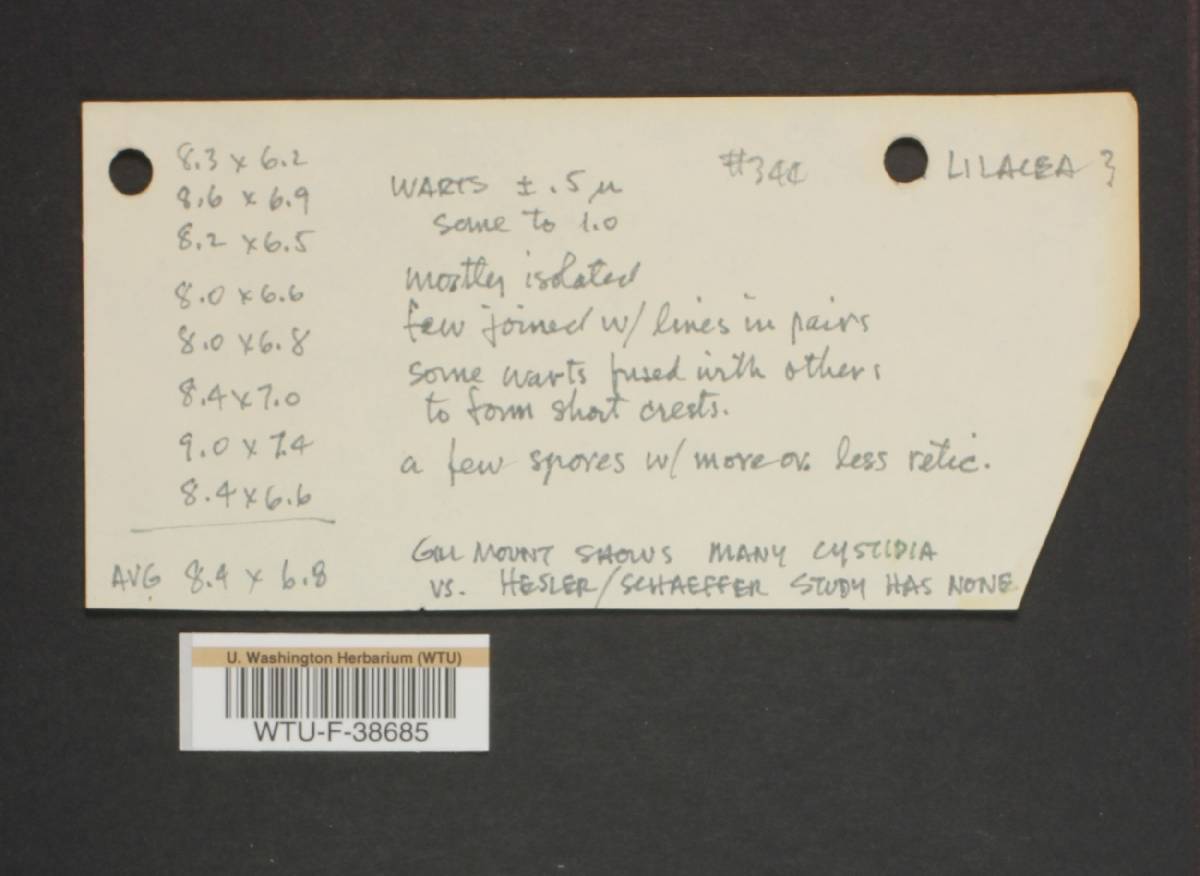 8.3 x 6.2
8.6 x 6.9
8.2 x 6.5
8.0 x 6.6
8.0 x 6.8
8.4 x 7.0
9.0 x 7.4
8.4 x 6.6
AVG 8.4 x 6.8
WARTS ± .5 µ
some to 1.0
mostly isolated
few joined w/ lines in pairs
some warts fused with others
to form short crests.
a few spores w/ more or less retic.
GILL MOUNT SHOWS MANY CYSTIDIA
VS. HESLER/SCHAEFFER STUDY HAS NONE
LILACEA ?
U. Washington Herbarium (WTU)
WTU-F-38685